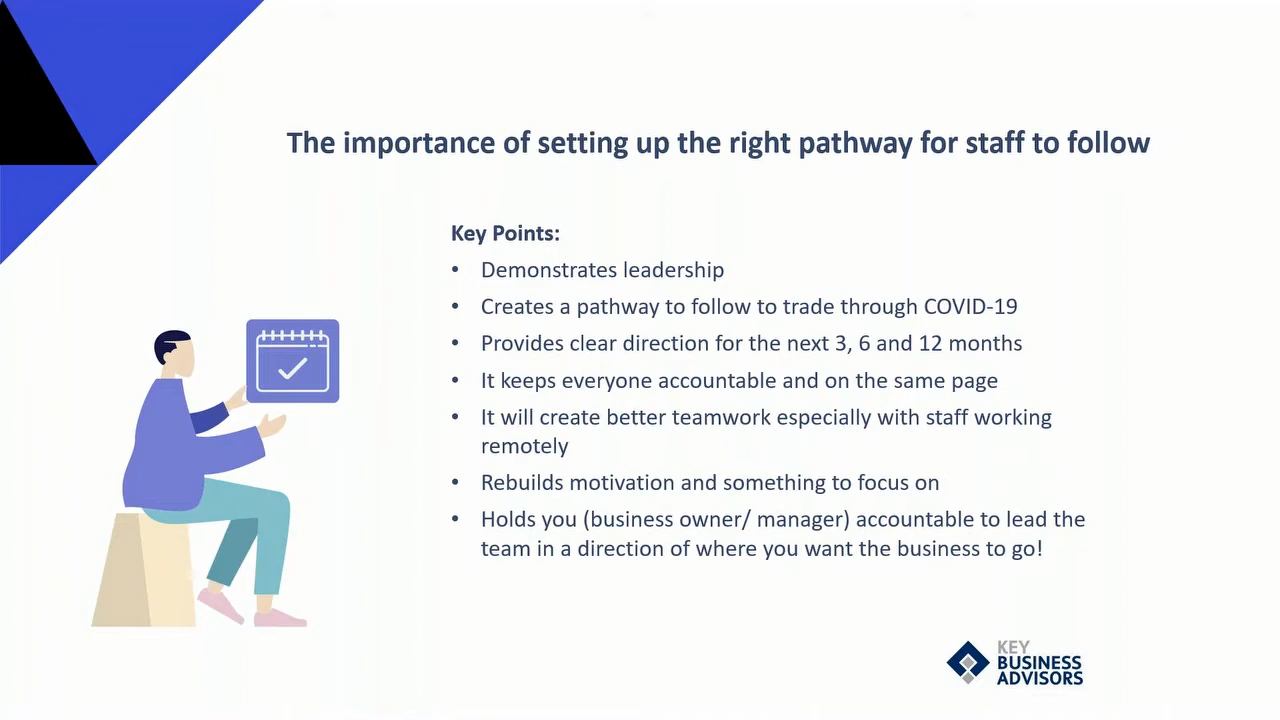 The importance of setting up the right pathway for staff to follow
Key Points:
• Demonstrates leadership
• Creates a pathway to follow to trade through COVID-19
• Provides clear direction for the next 3, 6 and 12 months
• It keeps everyone accountable and on the same page
• It will create better teamwork especially with staff working
remotely
• Rebuilds motivation and something to focus on
• Holds you (business owner/ manager) accountable to lead the
team in a direction of where you want the business to go!
KEY
BUSINESS
ADVISORS